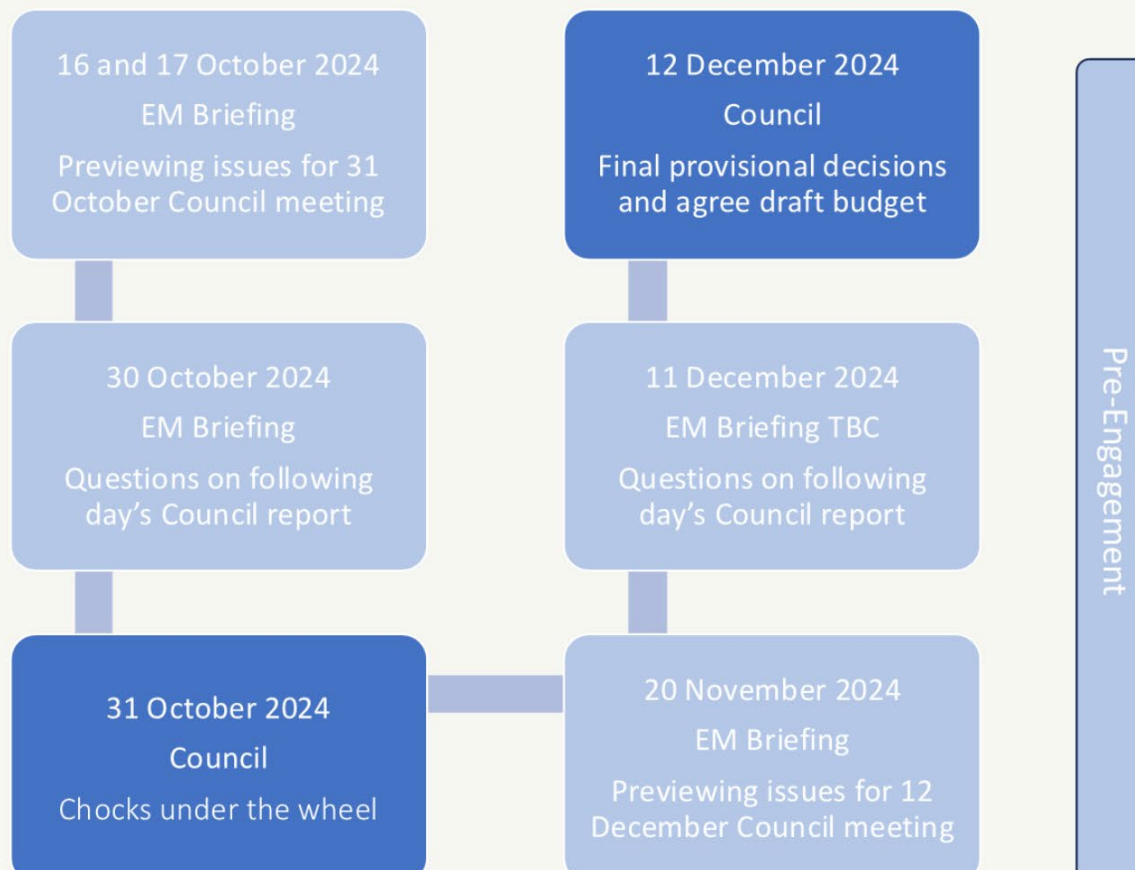 16 and 17 October 2024
EM Briefing
Previewing issues for 31
October Council meeting
30 October 2024
EM Briefing
Questions on following
day’s Council report
31 October 2024
Council
Chocks under the wheel
20 November 2024
EM Briefing
Previewing issues for 12
December Council meeting
11 December 2024
EM Briefing TBC
Questions on following
day’s Council report
12 December 2024
Council
Final provisional decisions
and agree draft budget
Pre-Engagement